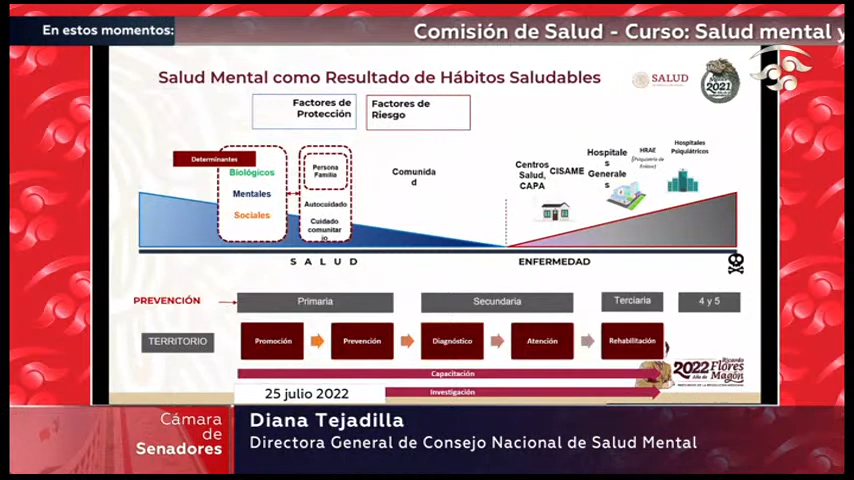 En estos momentos:
Comisión de Salud - Curso: Salud mental y
Salud Mental como Resultado de Hábitos Saludables
SALUD
2021
Factores de
Protección
Factores de
Riesgo
Determinantes
Biológicos
Mentales
Sociales
Persona
Familia
Autocuidado
Cuidado
comunitar
io
Comunida
d
Centros
Salud,
CAPA
CISAME
Hospitale
s
Generale
s
HRAE
Hospitales
Psiquiátricos
SALUD
ENFERMEDAD
PREVENCIÓN
Primaria
Secundaria
Terciaria
4 y 5
TERRITORIO
Promoción
Prevención
Diagnóstico
Atención
Rehabilitación
Capacitación
Investigación
2022 Ricardo
Año de Flores
Magón
25 julio 2022
Cámara
de
Senadores
Diana Tejadilla
Directora General de Consejo Nacional de Salud Mental